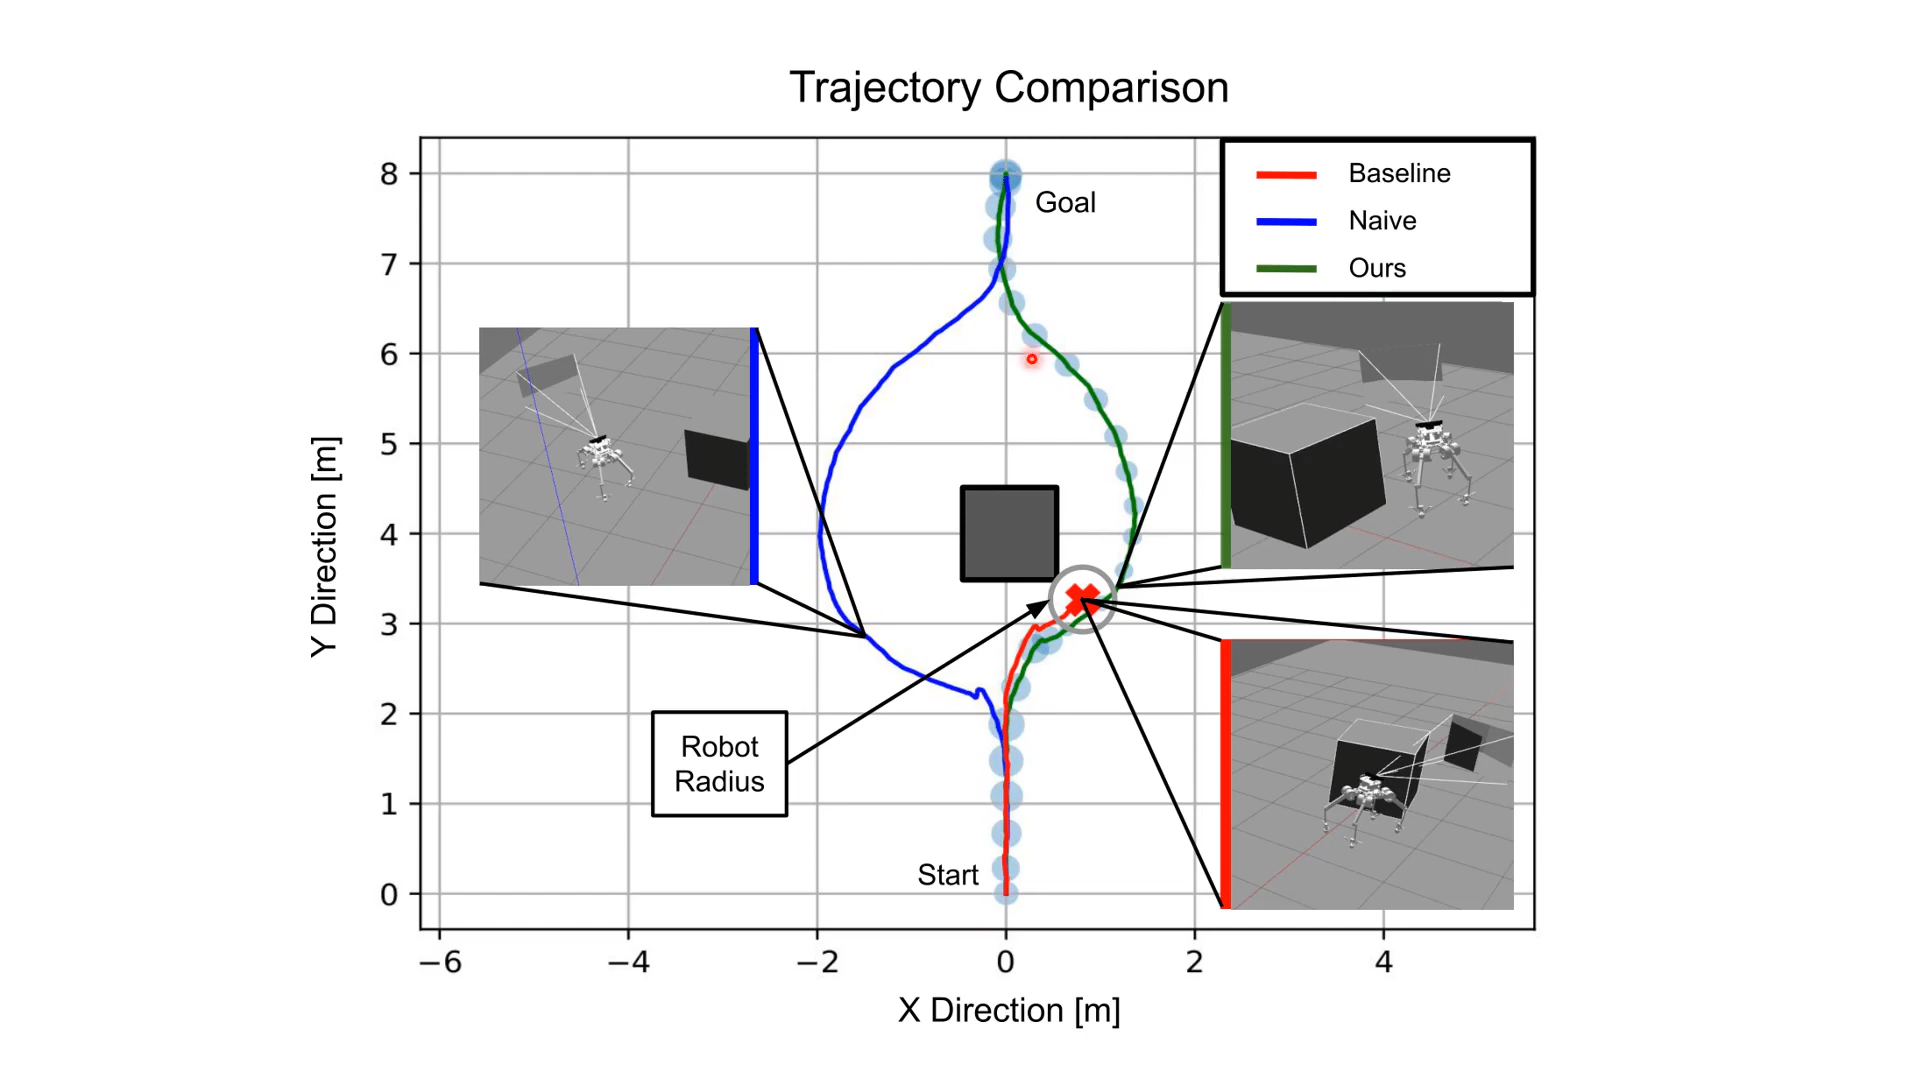 Trajectory Comparison
Baseline
Naive
Ours
Goal
Start
Robot
Radius
8
7
6
5
4
3
2
1
0
Y Direction [m]
−6
−4
−2
0
2
4
X Direction [m]